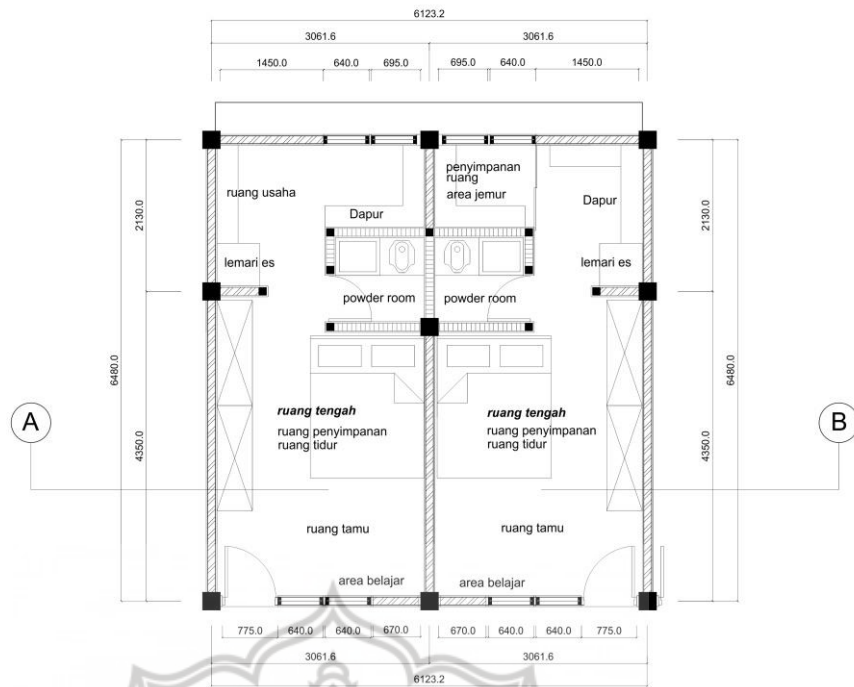 6123.2
3061.6 3061.6
1450.0 640.0 695.0 695.0 640.0 1450.0
penyimpanan
ruang
area jemur
ruang usaha
Dapur
Dapur
2130.0
2130.0
lemari es
lemari es
powder room
powder room
6480.0
6480.0
A
B
ruang tengah
ruang penyimpanan
ruang tidur
ruang tengah
ruang penyimpanan
ruang tidur
4350.0
4350.0
ruang tamu
ruang tamu
area belajar
area belajar
775.0 640.0 640.0 670.0 670.0 640.0 640.0 775.0
3061.6 3061.6
6123.2